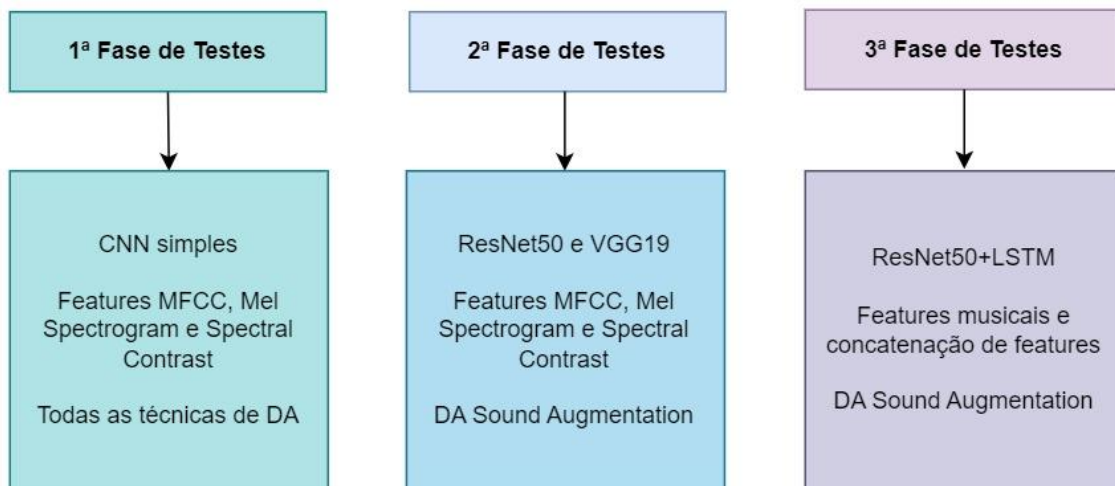 1ª Fase de Testes
CNN simples
Features MFCC, Mel
Spectrogram e Spectral
Contrast
Todas as técnicas de DA
2ª Fase de Testes
ResNet50 e VGG19
Features MFCC, Mel
Spectrogram e Spectral
Contrast
DA Sound Augmentation
3ª Fase de Testes
ResNet50+LSTM
Features musicais e
concatenação de features
DA Sound Augmentation